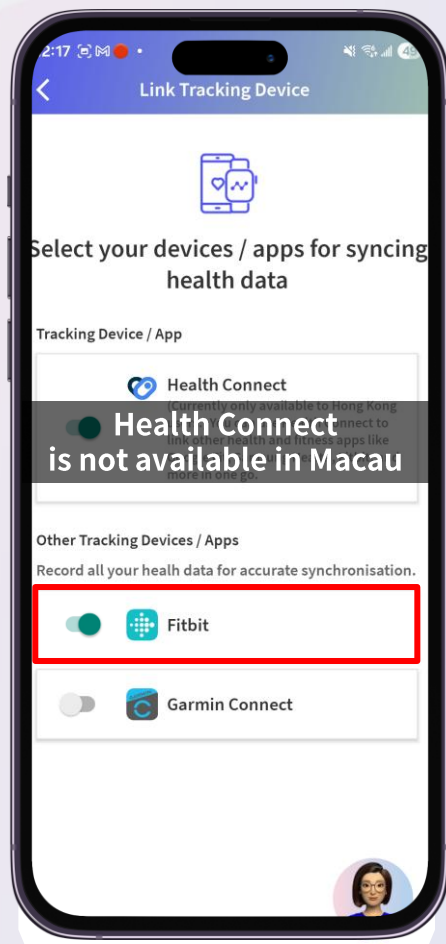 2:17
49
Link Tracking Device
Select your devices / apps for syncing
health data
Tracking Device / App
Health Connect
(Currently only available to Hong Kong
Health Connect
is not available in Macau
link other health and fitness apps like
more in one go.
Other Tracking Devices / Apps
Record all your healh data for accurate synchronisation.
Fitbit
Garmin Connect